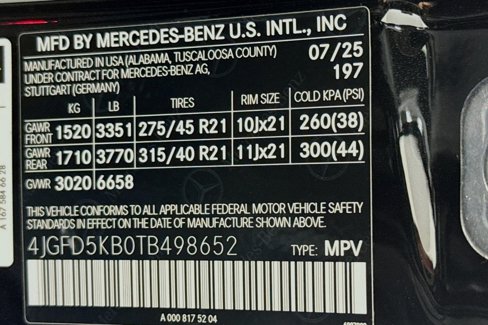 MFD BY MERCEDES-BENZ U.S. INTL., INC
MANUFACTURED IN USA (ALABAMA, TUSCALOOSA COUNTY) 07/25
UNDER CONTRACT FOR MERCEDES-BENZ AG, 197
STUTTGART (GERMANY)
KG LB TIRES RIM SIZE COLD KPA (PSI)
GAWR FRONT 1520 3351 275/45 R21 10Jx21 260(38)
GAWR REAR 1710 3770 315/40 R21 11Jx21 300(44)
GVWR 3020 6658
THIS VEHICLE CONFORMS TO ALL APPLICABLE FEDERAL MOTOR VEHICLE SAFETY
STANDARDS IN EFFECT ON THE DATE OF MANUFACTURE SHOWN ABOVE.
4JGFD5KB0TB498652 TYPE: MPV
A 000 817 52 04
A 167 584 66 28